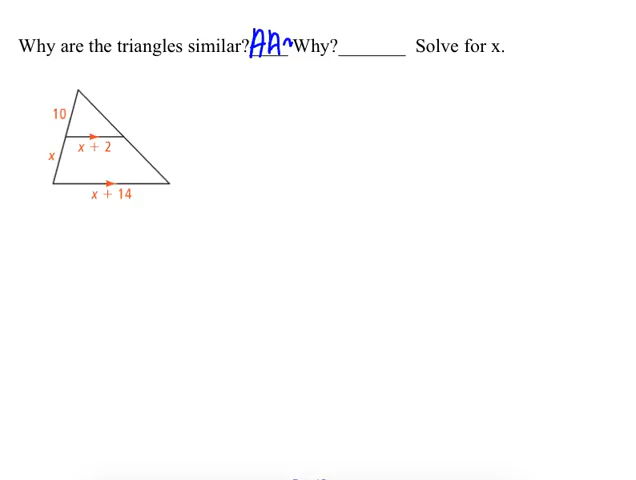 Why are the triangles similar? AA~ Why?_______ Solve for x.
10
x + 2
x
x + 14